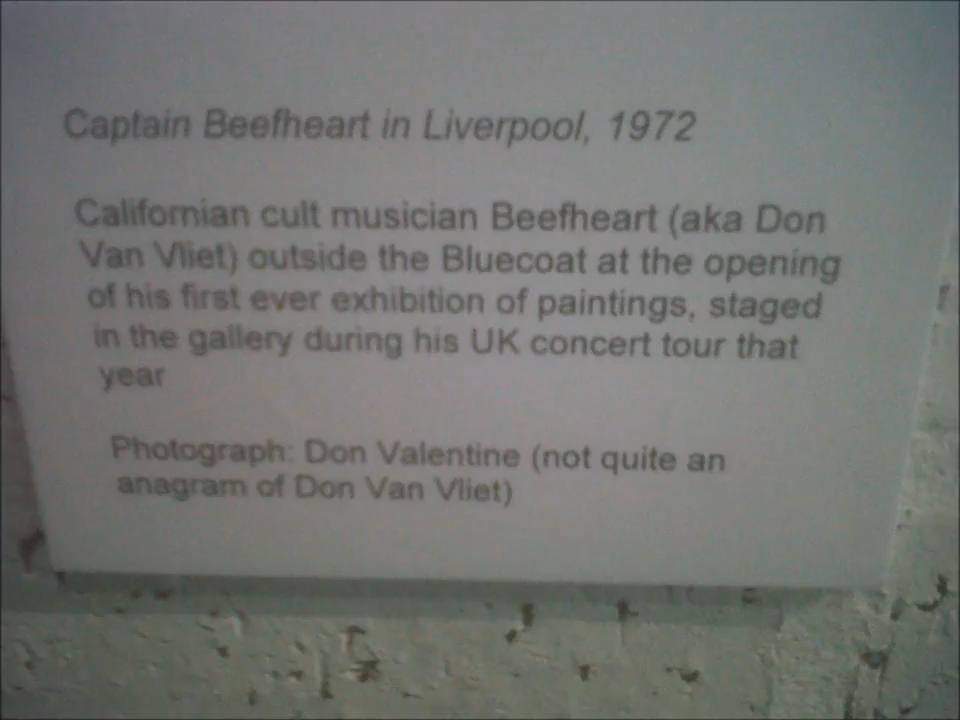 Captain Beefheart in Liverpool, 1972
Californian cult musician Beefheart (aka Don
Van Vliet) outside the Bluecoat at the opening
of his first ever exhibition of paintings, staged
in the gallery during his UK concert tour that
year
Photograph: Don Valentine (not quite an
anagram of Don Van Vliet)